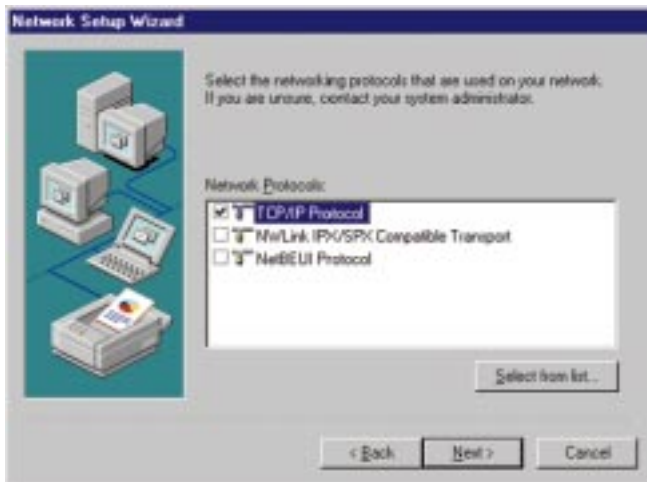 Network Setup Wizard
Select the networking protocols that are used on your network.
If you are unsure, contact your system administrator.
Network Protocols:
TCP/IP Protocol
NWLink IPX/SPX Compatible Transport
NetBEUI Protocol
Select from list...
< Back
Next >
Cancel